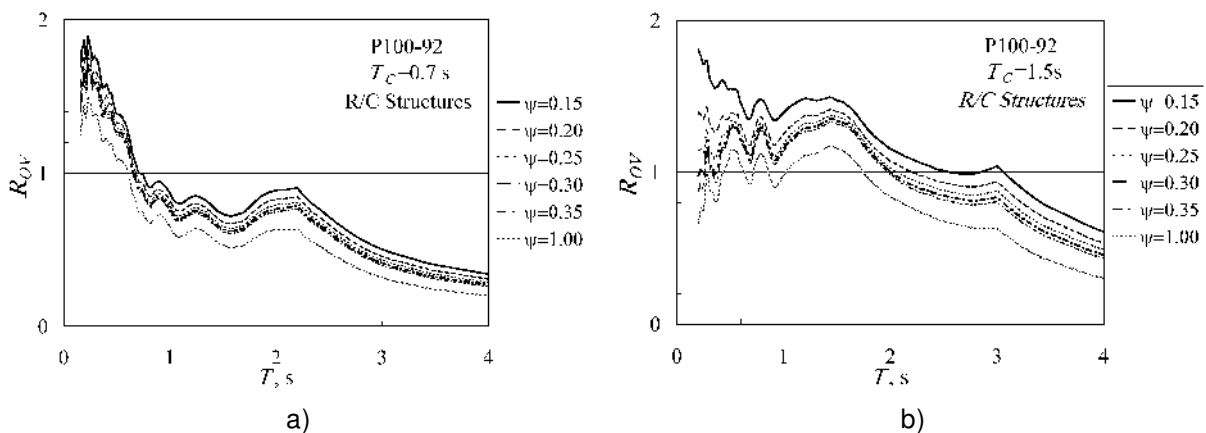 2
P100-92
T_C=0.7 s
R/C Structures
R_OV
1
0
0 1 2 3 4
T, s
ψ=0.15
ψ=0.20
ψ=0.25
ψ=0.30
ψ=0.35
ψ=1.00
a)
2
P100-92
T_C=1.5s
R/C Structures
R_OV
1
0
0 1 2 3 4
T, s
ψ 0.15
ψ=0.20
ψ=0.25
ψ=0.30
ψ=0.35
ψ=1.00
b)